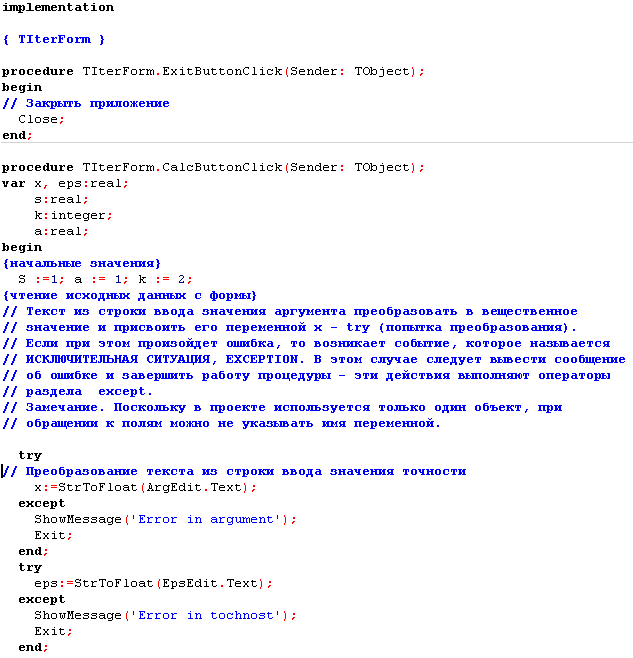 implementation
{ TIterForm }
procedure TIterForm.ExitButtonClick(Sender: TObject);
begin
// Закрыть приложение
Close;
end;
procedure TIterForm.CalcButtonClick(Sender: TObject);
var x, eps:real;
s:real;
k:integer;
a:real;
begin
{начальные значения}
S :=1; a := 1; k := 2;
{чтение исходных данных с формы}
// Текст из строки ввода значения аргумента преобразовать в вещественное
// значение и присвоить его переменной x - try (попытка преобразования).
// Если при этом произойдет ошибка, то возникает событие, которое называется
// ИСКЛЮЧИТЕЛЬНАЯ СИТУАЦИЯ, EXCEPTION. В этом случае следует вывести сообщение
// об ошибке и завершить работу процедуры - эти действия выполняют операторы
// раздела  except.
// Замечание. Поскольку в проекте используется только один объект, при
// обращении к полям можно не указывать имя переменной.
try
// Преобразование текста из строки ввода значения точности
x:=StrToFloat(ArgEdit.Text);
except
ShowMessage('Error in argument');
Exit;
end;
try
eps:=StrToFloat(EpsEdit.Text);
except
ShowMessage('Error in tochnost');
Exit;
end;